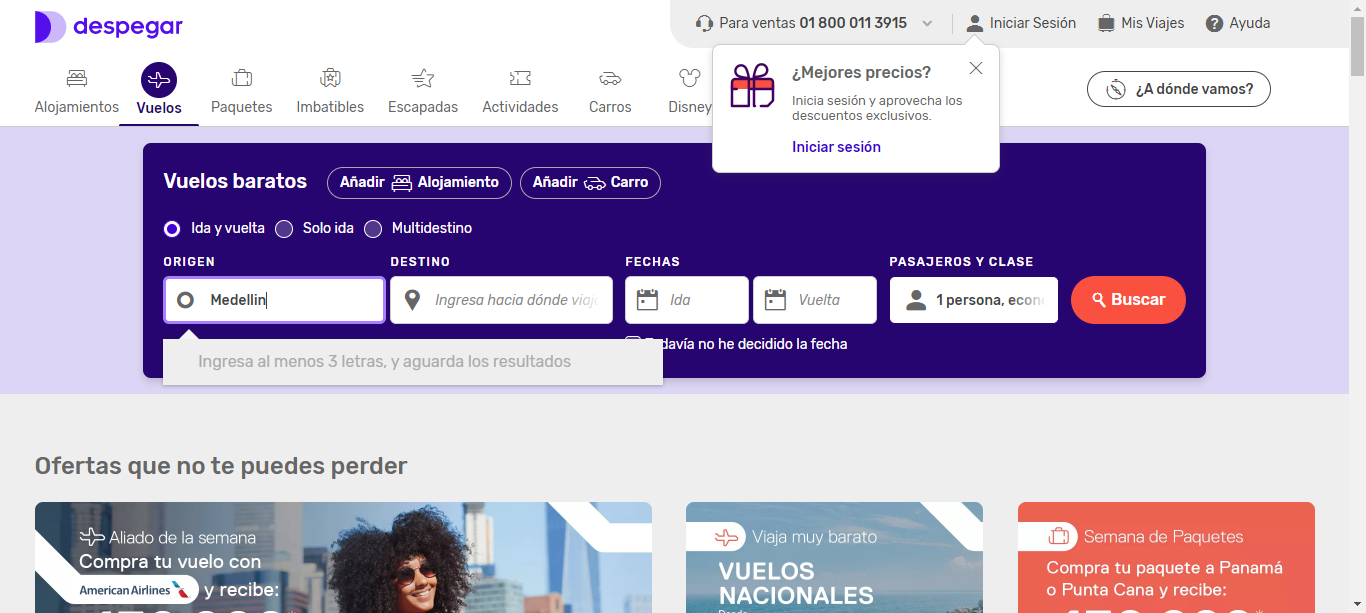 despegar
Para ventas 01 800 011 3915
Iniciar Sesión
Mis Viajes
Ayuda
Alojamientos
Vuelos
Paquetes
Imbatibles
Escapadas
Actividades
Carros
Disney
¿A dónde vamos?
¿Mejores precios?
Inicia sesión y aprovecha los
descuentos exclusivos.
Iniciar sesión
Vuelos baratos
Añadir Alojamiento
Añadir Carro
Ida y vuelta
Solo ida
Multidestino
ORIGEN
DESTINO
FECHAS
PASAJEROS Y CLASE
Medellin
Ingresa hacia dónde viaj
Ida
Vuelta
1 persona, econ
Buscar
davía no he decidido la fecha
Ingresa al menos 3 letras, y aguarda los resultados
Ofertas que no te puedes perder
Aliado de la semana
Compra tu vuelo con
American Airlines y recibe:
Viaja muy barato
VUELOS
NACIONALES
Desde
Semana de Paquetes
Compra tu paquete a Panamá
o Punta Cana y recibe: